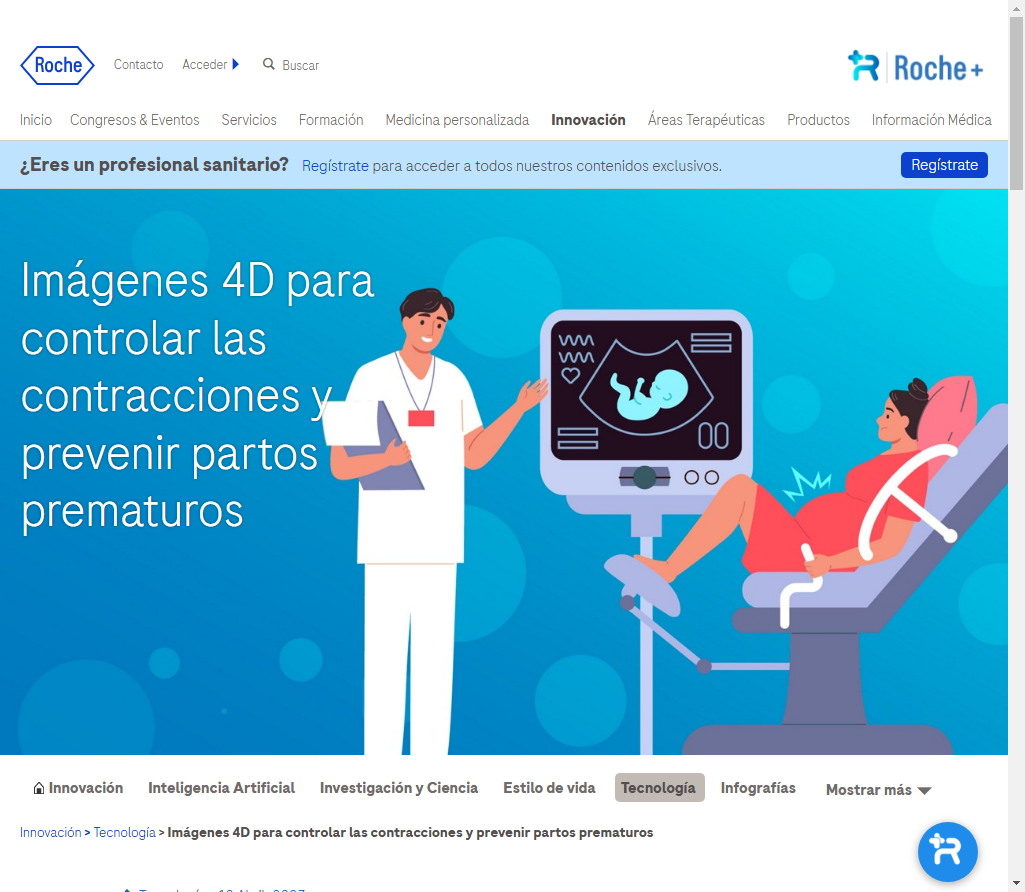 Roche
Contacto
Acceder
Buscar
Roche+
Inicio
Congresos & Eventos
Servicios
Formación
Medicina personalizada
Innovación
Áreas Terapéuticas
Productos
Información Médica
¿Eres un profesional sanitario? Regístrate para acceder a todos nuestros contenidos exclusivos.
Regístrate
Imágenes 4D para
controlar las
contracciones y
prevenir partos
prematuros
Innovación
Inteligencia Artificial
Investigación y Ciencia
Estilo de vida
Tecnología
Infografías
Mostrar más
Innovación > Tecnología > Imágenes 4D para controlar las contracciones y prevenir partos prematuros